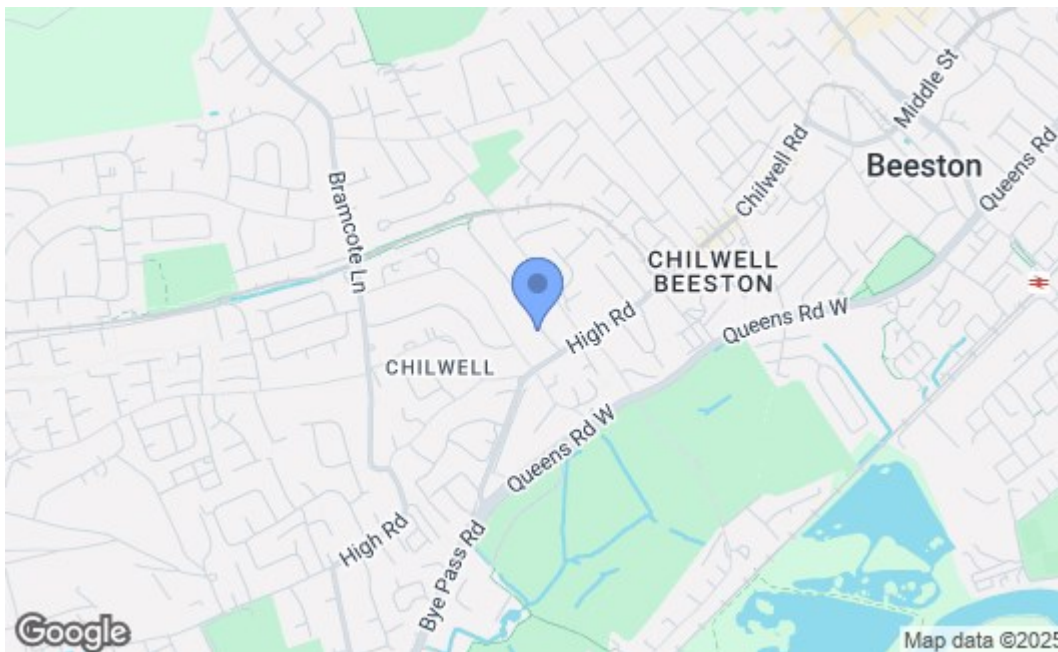 Middle St
Beeston
Queens Rd
Chilwell Rd
Bramcote Ln
CHILWELL
BEESTON
High Rd
Queens Rd W
CHILWELL
Queens Rd W
High Rd
Bye Pass Rd
Google
Map data ©2025